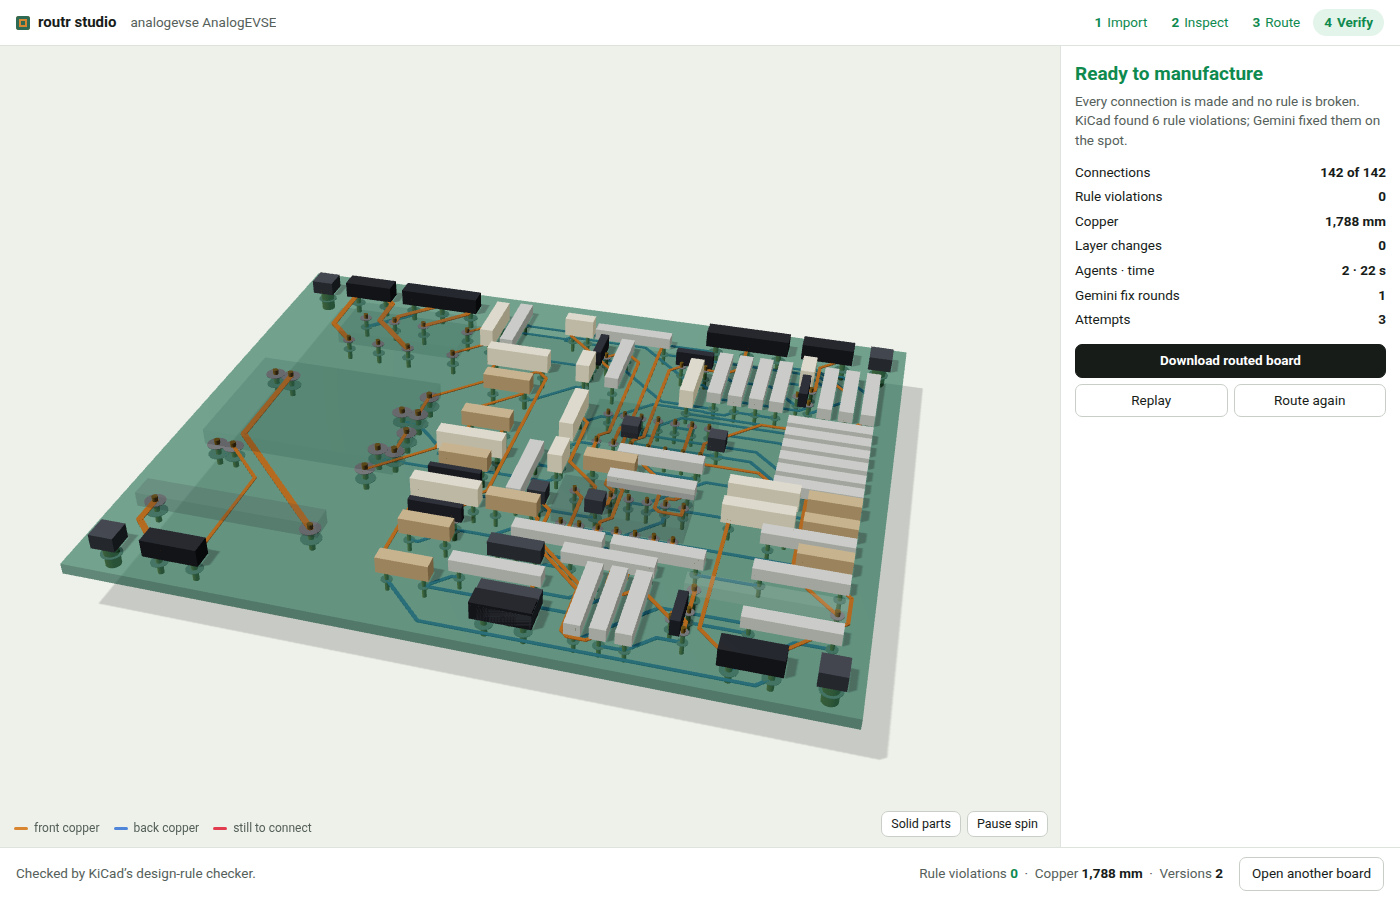 routr studio analogevse AnalogEVSE
1 Import 2 Inspect 3 Route 4 Verify
Ready to manufacture
Every connection is made and no rule is broken.
KiCad found 6 rule violations; Gemini fixed them on
the spot.
Connections 142 of 142
Rule violations 0
Copper 1,788 mm
Layer changes 0
Agents · time 2 · 22 s
Gemini fix rounds 1
Attempts 3
Download routed board
Replay Route again
front copper back copper still to connect
Solid parts Pause spin
Checked by KiCad's design-rule checker.
Rule violations 0 · Copper 1,788 mm · Versions 2
Open another board